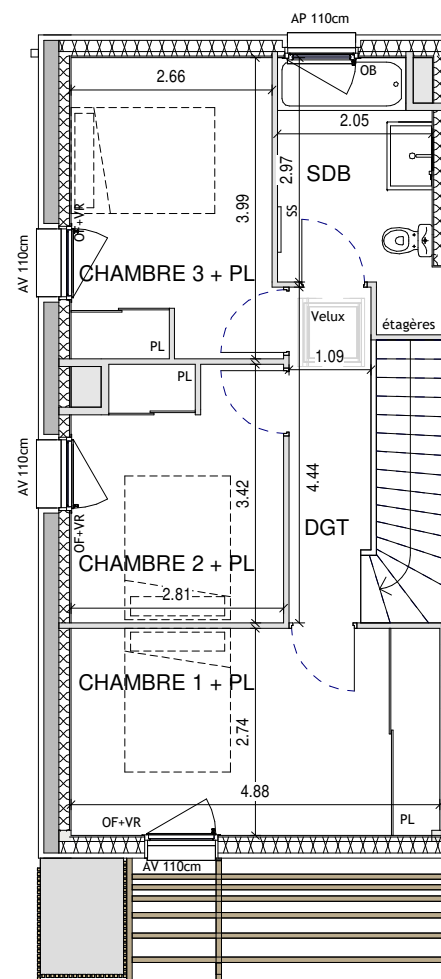 AP 110cm
OB
2.66
2.05
2.97
SDB
3.99
SS
OF+VR
AV 110cm
CHAMBRE 3 + PL
Velux
étagères
PL
1.09
PL
AV 110cm
OF+VR
3.42
4.44
DGT
CHAMBRE 2 + PL
2.81
CHAMBRE 1 + PL
2.74
4.88
OF+VR
PL
AV 110cm